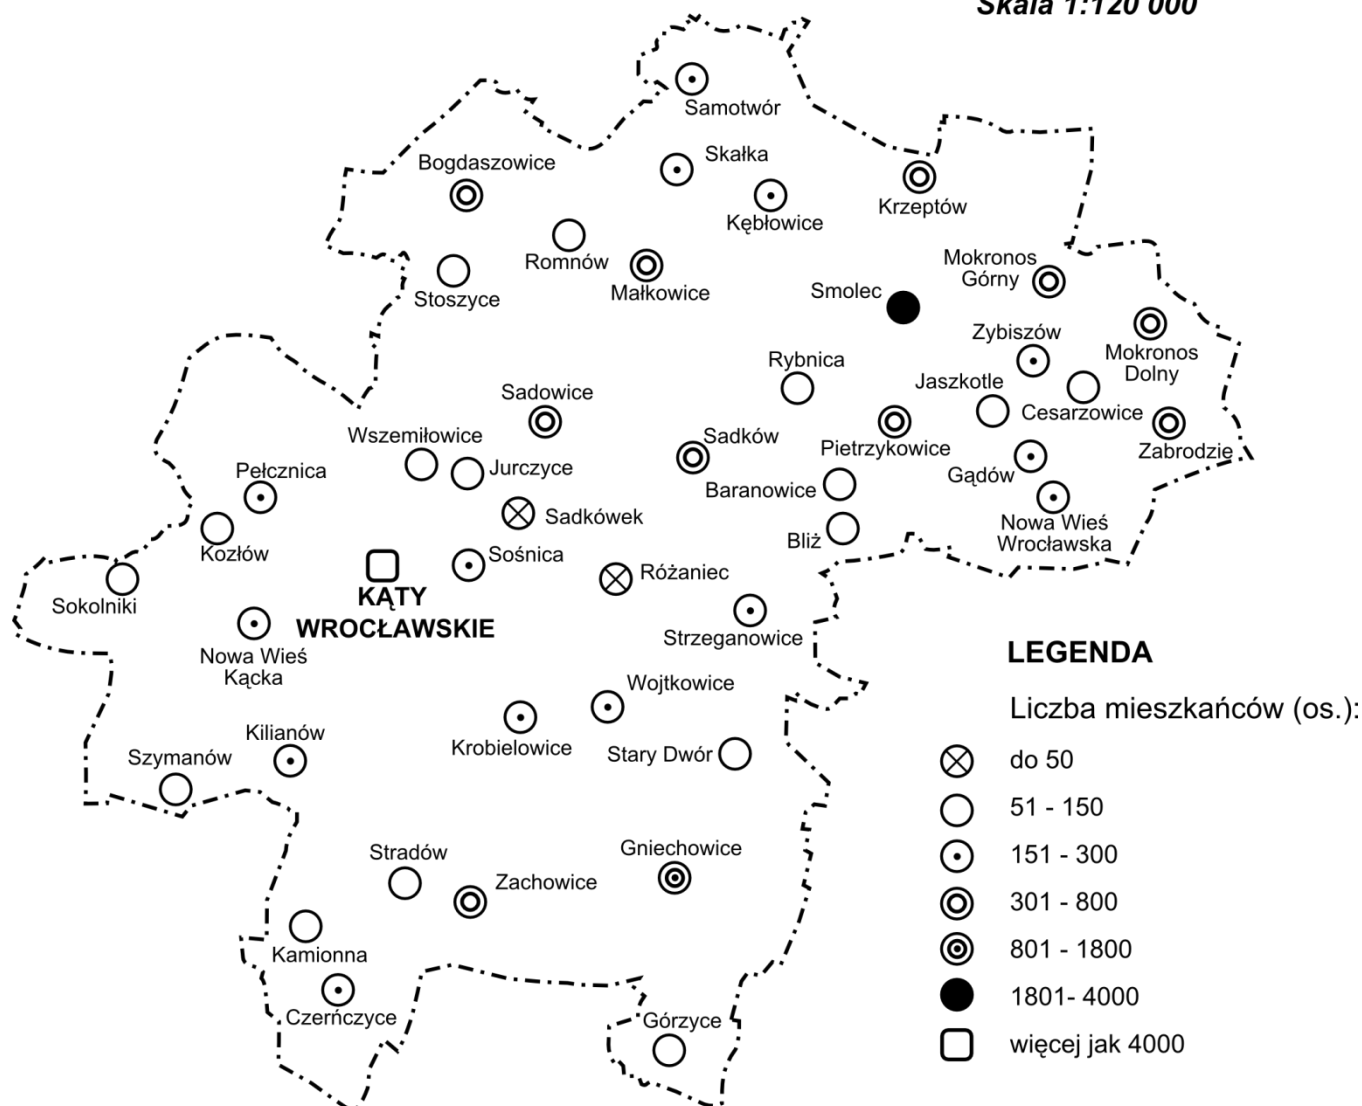 Skala 1:120 000
Samotwór
Skałka
Bogdaszowice
Kębłowice
Krzeptów
Romnów
Mokronos
Górny
Stoszyce
Małkowice
Smolec
Zybiszów
Mokronos
Dolny
Rybnica
Jaszkotle
Sadowice
Cesarzowice
Wszemiłowice
Sadków
Pietrzykowice
Zabrodzie
Pełcznica
Jurczyce
Gądów
Baranowice
Sadkówek
Nowa Wieś
Wrocławska
Kozłów
Bliż
Sośnica
Różaniec
Sokolniki
KĄTY
WROCŁAWSKIE
Strzeganowice
Nowa Wieś
Kącka
Wojtkowice
Kilianów
Krobielowice
Stary Dwór
Szymanów
Stradów
Gniechowice
Zachowice
Kamionna
Czerńczyce
Górzyce
LEGENDA
Liczba mieszkańców (os.):
do 50
51 - 150
151 - 300
301 - 800
801 - 1800
1801- 4000
więcej jak 4000